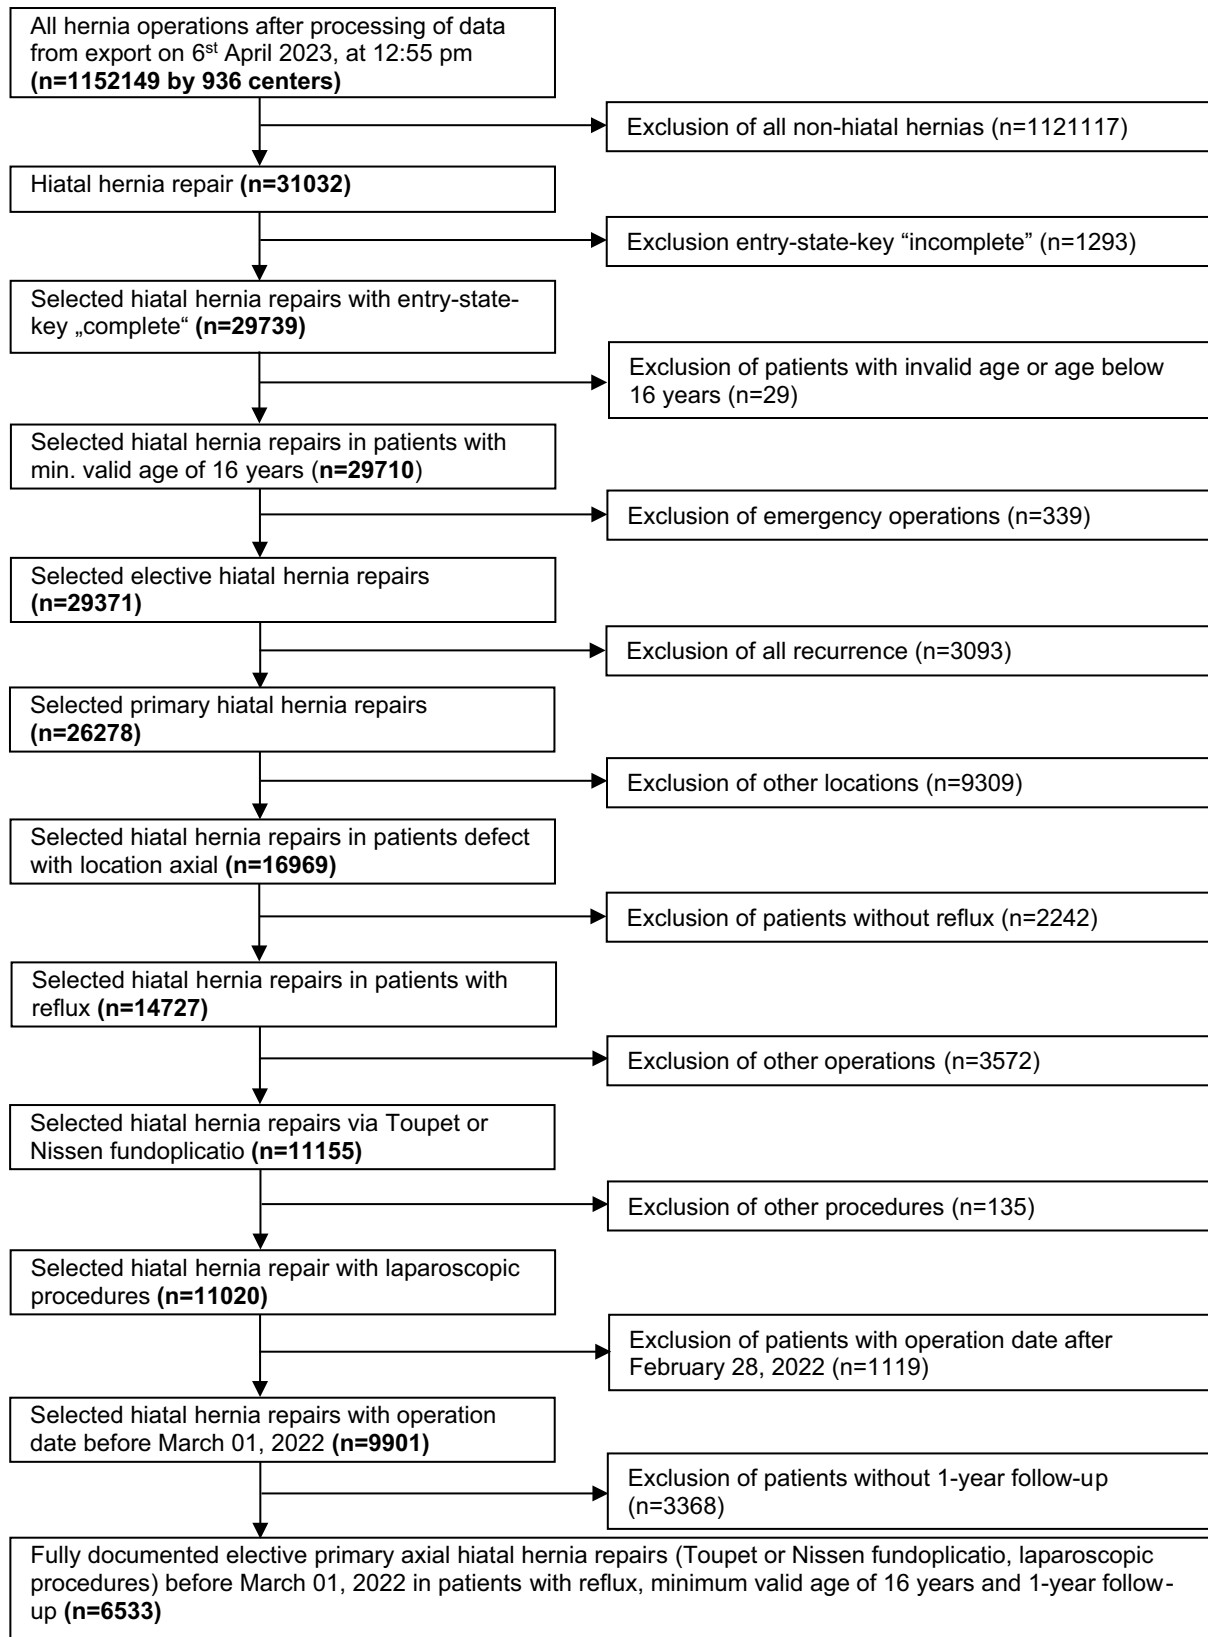 All hernia operations after processing of data
from export on 6st April 2023, at 12:55 pm
(n=1152149 by 936 centers)
Exclusion of all non-hiatal hernias (n=1121117)
Hiatal hernia repair (n=31032)
Exclusion entry-state-key “incomplete” (n=1293)
Selected hiatal hernia repairs with entry-state-
key „complete“ (n=29739)
Exclusion of patients with invalid age or age below
16 years (n=29)
Selected hiatal hernia repairs in patients with
min. valid age of 16 years (n=29710)
Exclusion of emergency operations (n=339)
Selected elective hiatal hernia repairs
(n=29371)
Exclusion of all recurrence (n=3093)
Selected primary hiatal hernia repairs
(n=26278)
Exclusion of other locations (n=9309)
Selected hiatal hernia repairs in patients defect
with location axial (n=16969)
Exclusion of patients without reflux (n=2242)
Selected hiatal hernia repairs in patients with
reflux (n=14727)
Exclusion of other operations (n=3572)
Selected hiatal hernia repairs via Toupet or
Nissen fundoplicatio (n=11155)
Exclusion of other procedures (n=135)
Selected hiatal hernia repair with laparoscopic
procedures (n=11020)
Exclusion of patients with operation date after
February 28, 2022 (n=1119)
Selected hiatal hernia repairs with operation
date before March 01, 2022 (n=9901)
Exclusion of patients without 1-year follow-up
(n=3368)
Fully documented elective primary axial hiatal hernia repairs (Toupet or Nissen fundoplicatio, laparoscopic
procedures) before March 01, 2022 in patients with reflux, minimum valid age of 16 years and 1-year follow-
up (n=6533)